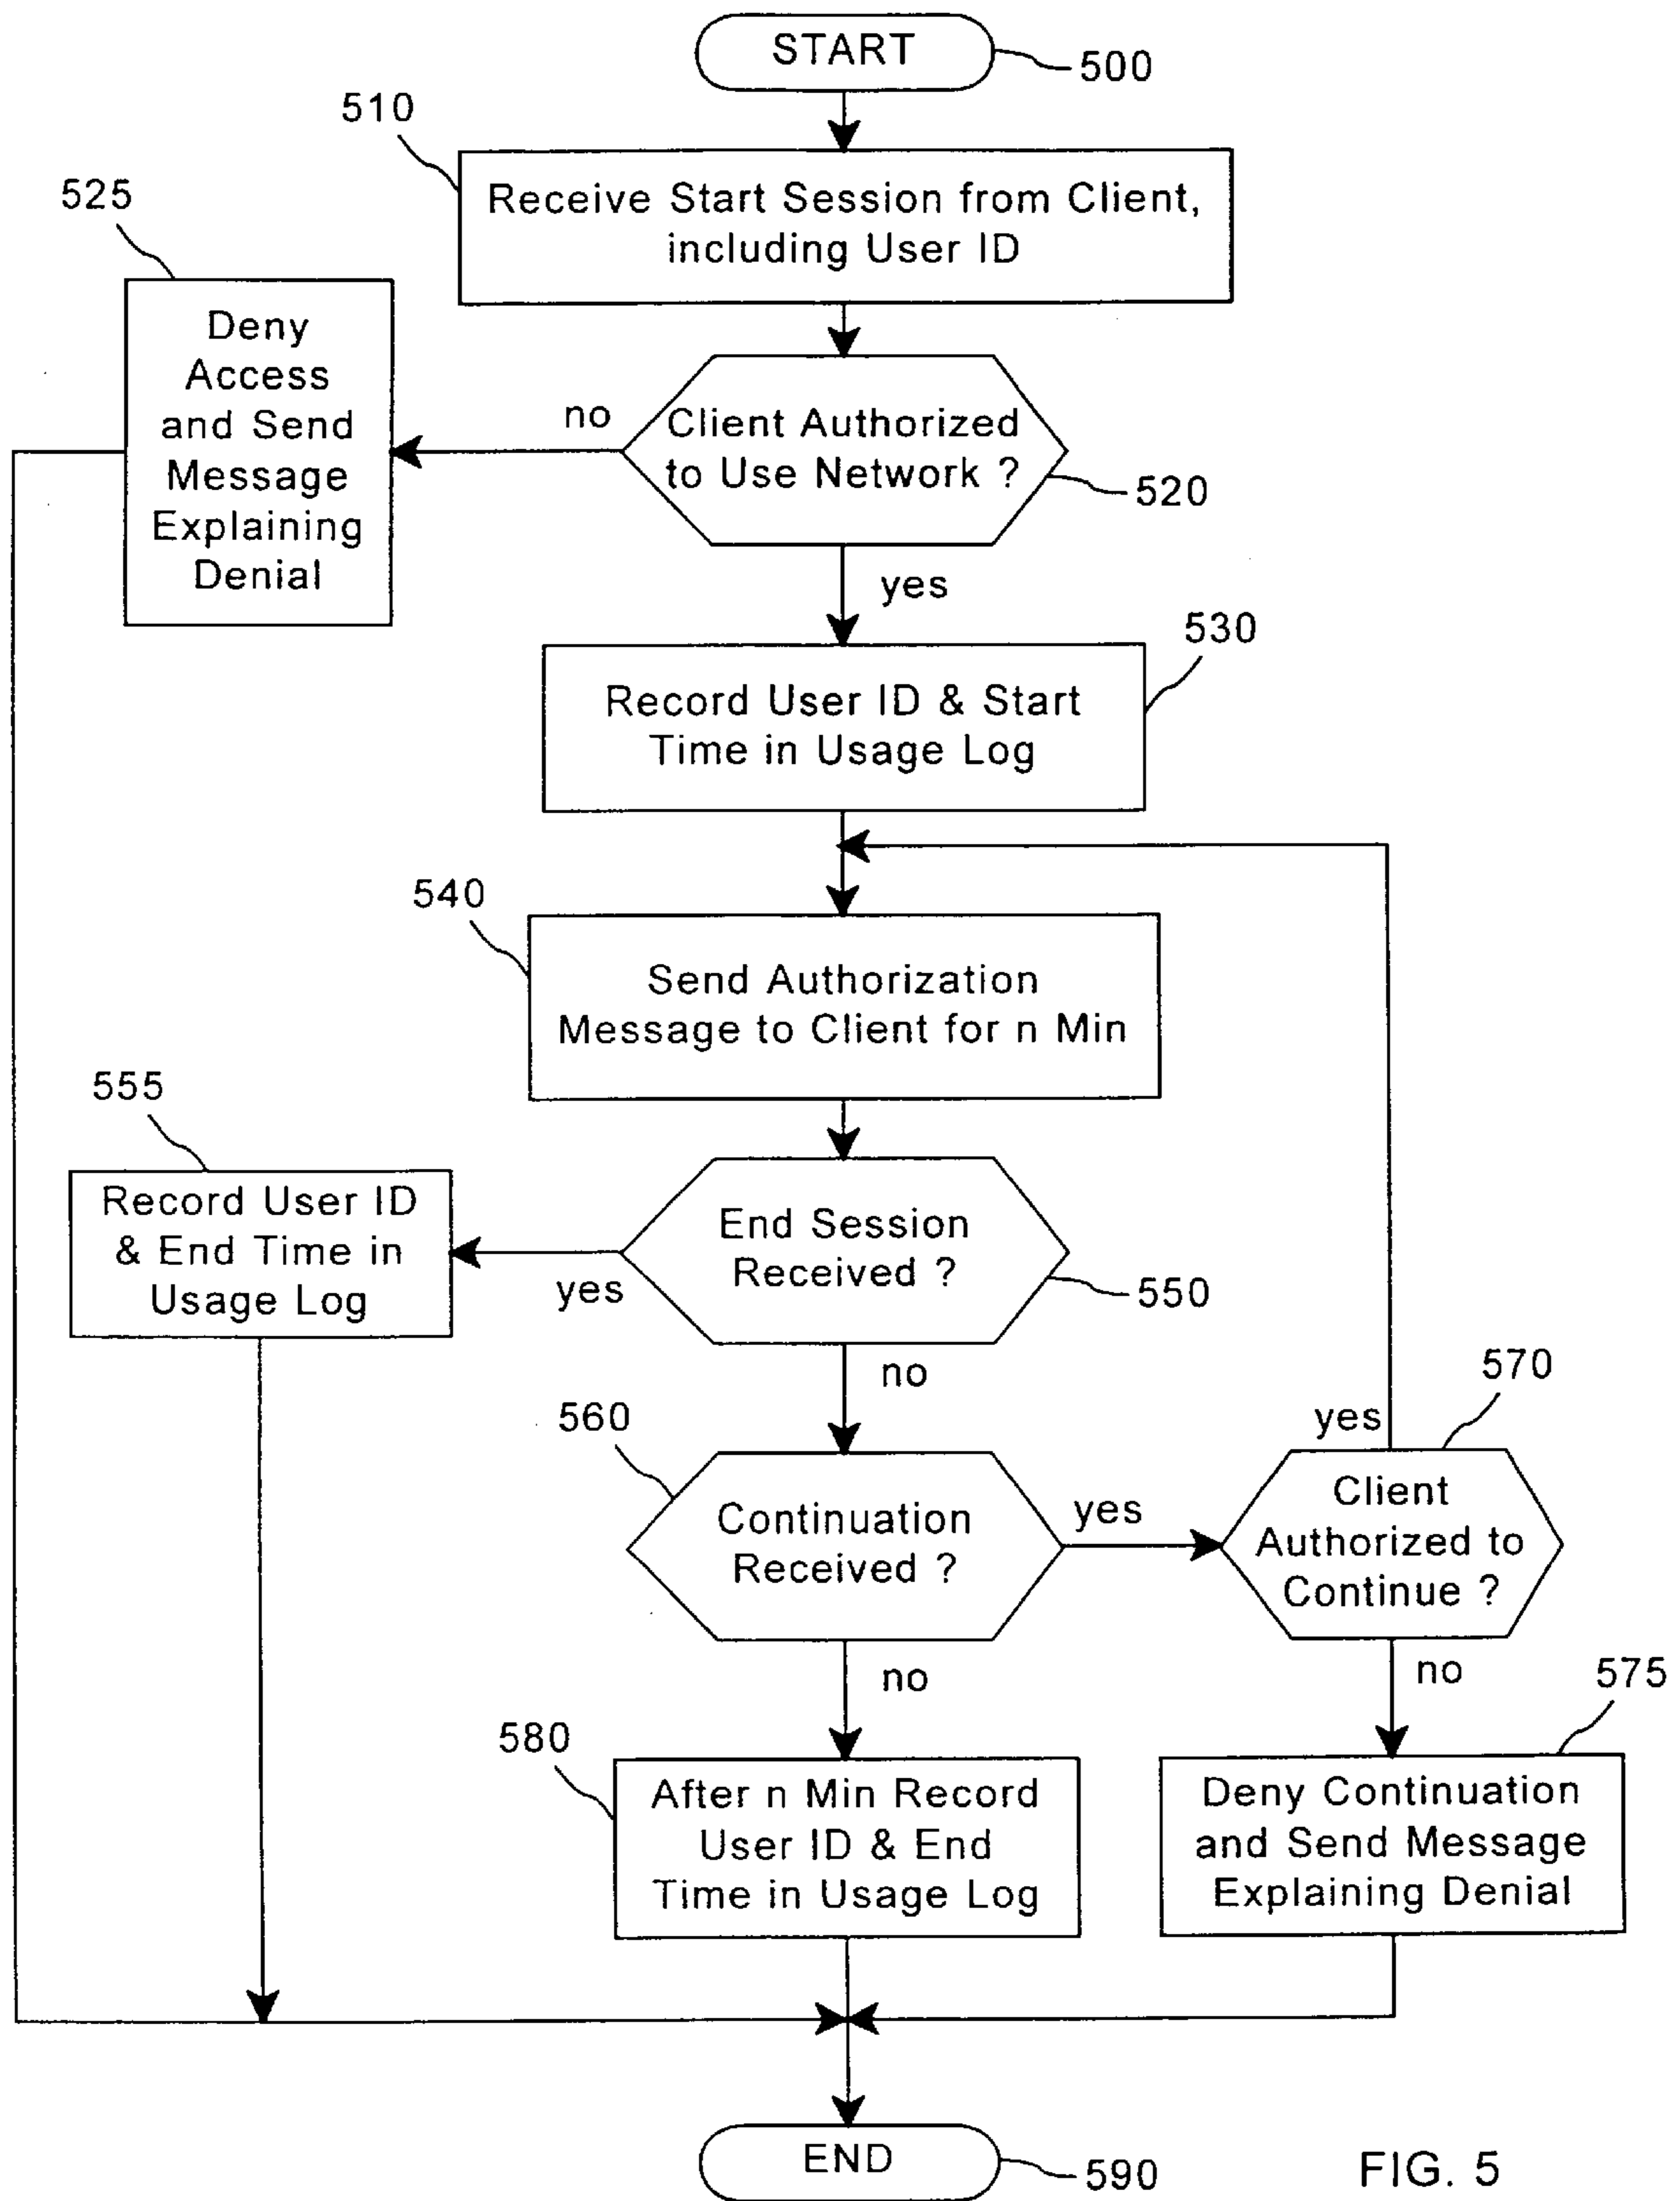 START
500
510
Receive Start Session from Client,
including User ID
525
Deny
Access
and Send
Message
Explaining
Denial
no
Client Authorized
to Use Network ?
520
yes
530
Record User ID & Start
Time in Usage Log
540
Send Authorization
Message to Client for n Min
555
Record User ID
& End Time in
Usage Log
yes
End Session
Received ?
550
no
560
Continuation
Received ?
yes
570
yes
Client
Authorized to
Continue ?
no
no
575
580
After n Min Record
User ID & End
Time in Usage Log
Deny Continuation
and Send Message
Explaining Denial
END
590
FIG. 5